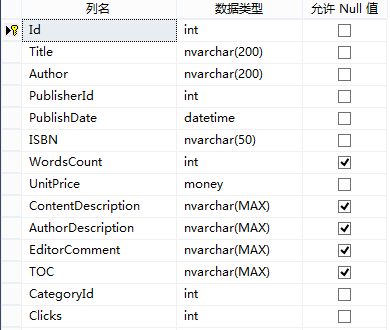 列名 数据类型 允许 Null 值
Id int
Title nvarchar(200)
Author nvarchar(200)
PublisherId int
PublishDate datetime
ISBN nvarchar(50)
WordsCount int
UnitPrice money
ContentDescription nvarchar(MAX)
AuthorDescription nvarchar(MAX)
EditorComment nvarchar(MAX)
TOC nvarchar(MAX)
CategoryId int
Clicks int